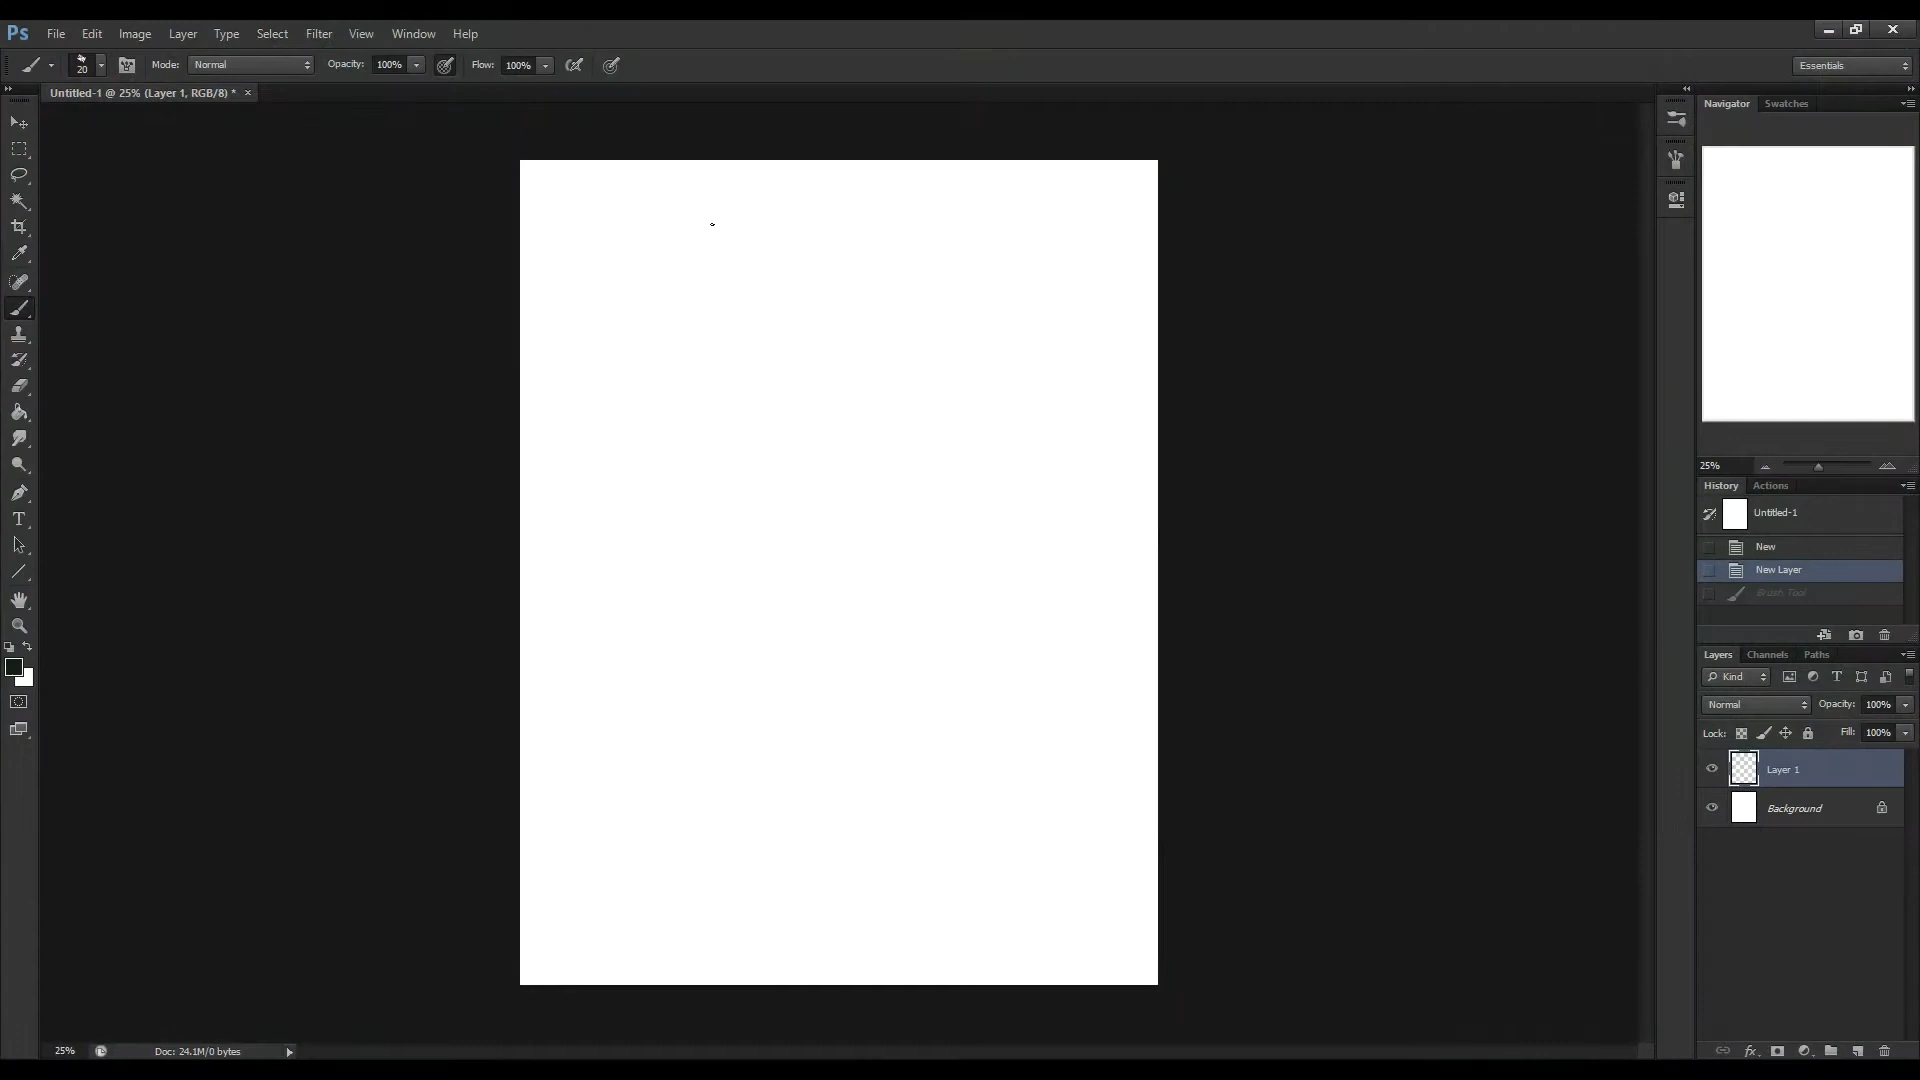 Ps File Edit Image Layer Type Select Filter View Window Help
20 Mode: Normal Opacity: 100% Flow: 100% Essentials
Untitled-1 @ 25% (Layer 1, RGB/8) * ×
Navigator Swatches
25%
History Actions
Untitled-1
New
New Layer
Brush Tool
Layers Channels Paths
Kind
Normal Opacity: 100%
Lock: Fill: 100%
Layer 1
Background
25% Doc: 24.1M/0 bytes